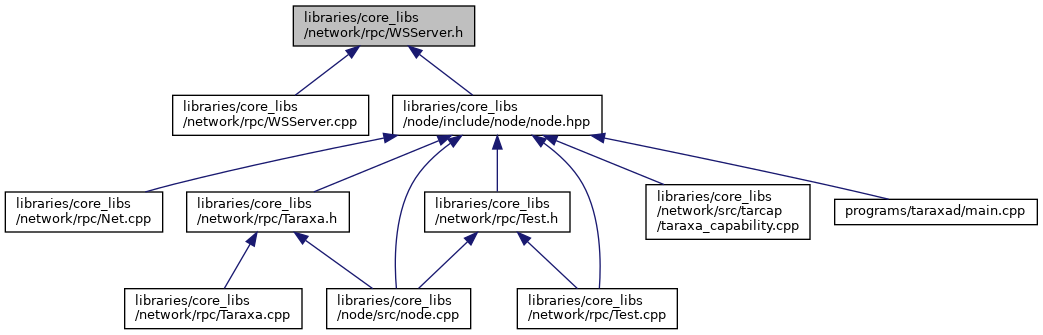 libraries/core_libs
/network/rpc/WSServer.h
libraries/core_libs
/network/rpc/WSServer.cpp
libraries/core_libs
/node/include/node/node.hpp
libraries/core_libs
/network/rpc/Net.cpp
libraries/core_libs
/network/rpc/Taraxa.h
libraries/core_libs
/network/rpc/Test.h
libraries/core_libs
/network/src/tarcap
/taraxa_capability.cpp
programs/taraxad/main.cpp
libraries/core_libs
/network/rpc/Taraxa.cpp
libraries/core_libs
/node/src/node.cpp
libraries/core_libs
/network/rpc/Test.cpp